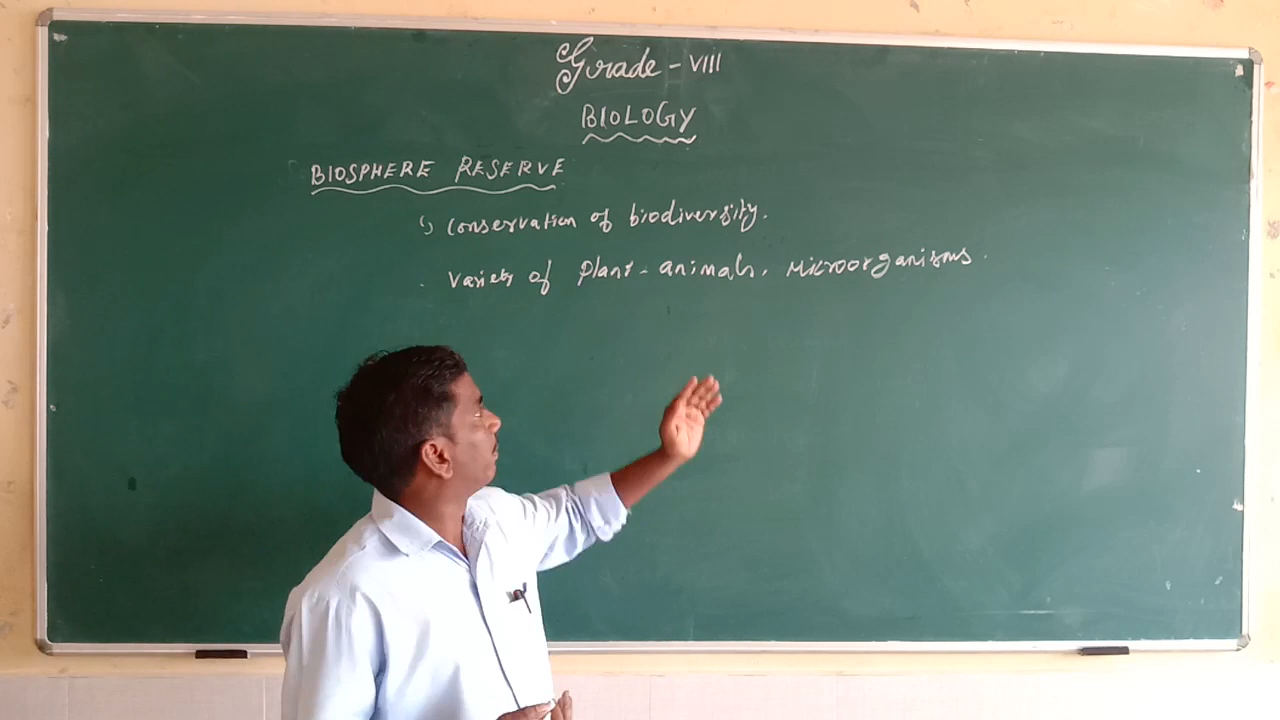 Grade - VIII
BIOLOGY
BIOSPHERE RESERVE
i) Conservation of biodiversity.
Variety of Plant - animals, Microorganisms.